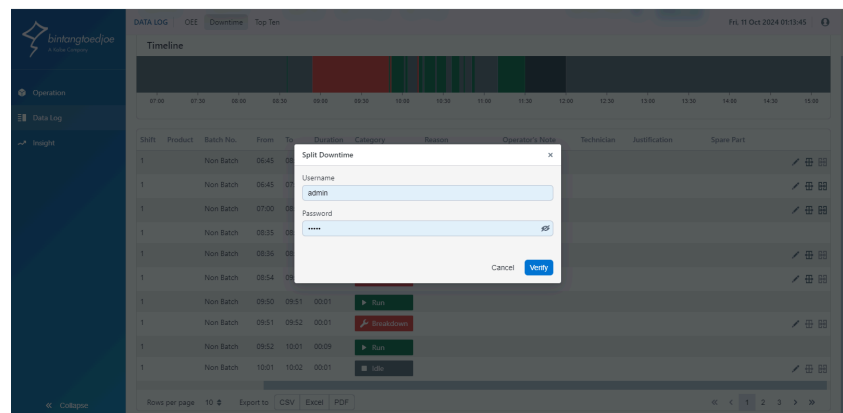 bintangtoedjoe
A Kalbe Company
Operation
Data Log
Insight
Collapse
DATA LOG OEE Downtime Top Ten Fri, 11 Oct 2024 01:13:45
Timeline
07:00 07:30 08:00 08:30 09:00 09:30 10:00 10:30 11:00 11:30 12:00 12:30 13:00 13:30 14:00 14:30 15:00
Shift Product Batch No. From To Duration Category Reason Operator's Note Technician Justification Spare Part
Split Downtime ×
Username
admin
Password
•••••
Cancel Verify
1 Non Batch 06:45
1 Non Batch 06:45
1 Non Batch 07:00
1 Non Batch 08:35
1 Non Batch 08:36
1 Non Batch 08:54
1 Non Batch 09:50 09:51 00:01 Run
1 Non Batch 09:51 09:52 00:01 Breakdown
1 Non Batch 09:52 10:01 00:09 Run
1 Non Batch 10:01 10:02 00:01 Idle
Rows per page 10 Export to CSV Excel PDF « < 1 2 3 > »